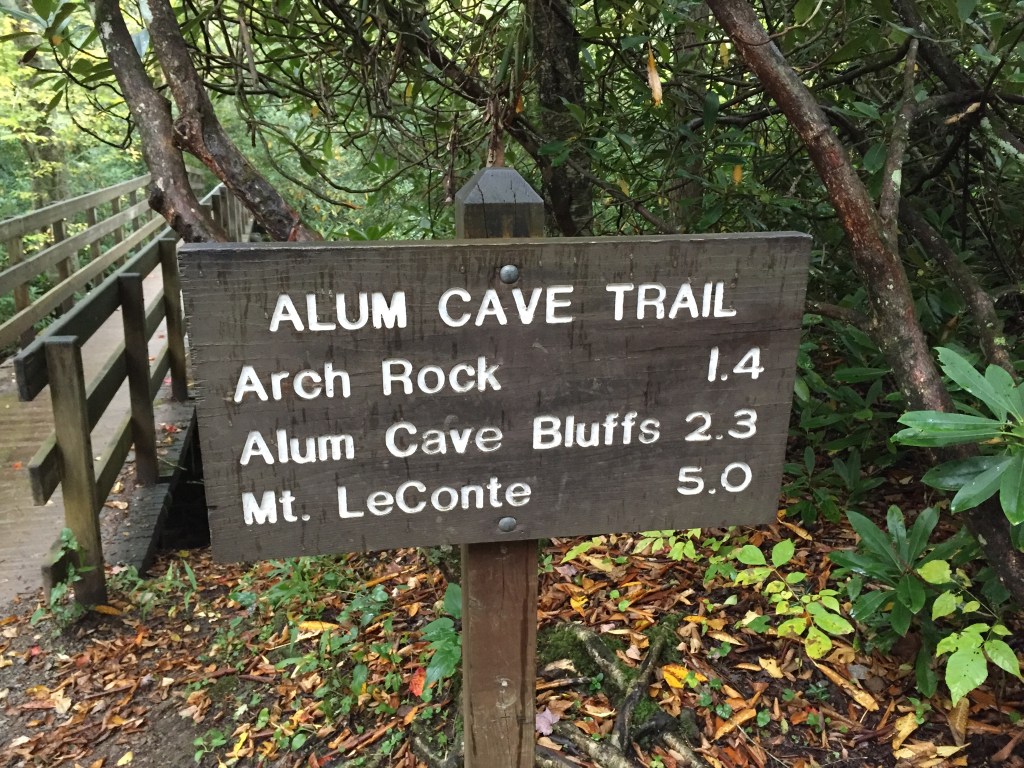 ALUM CAVE TRAIL
Arch Rock 1.4
Alum Cave Bluffs 2.3
Mt. LeConte 5.0